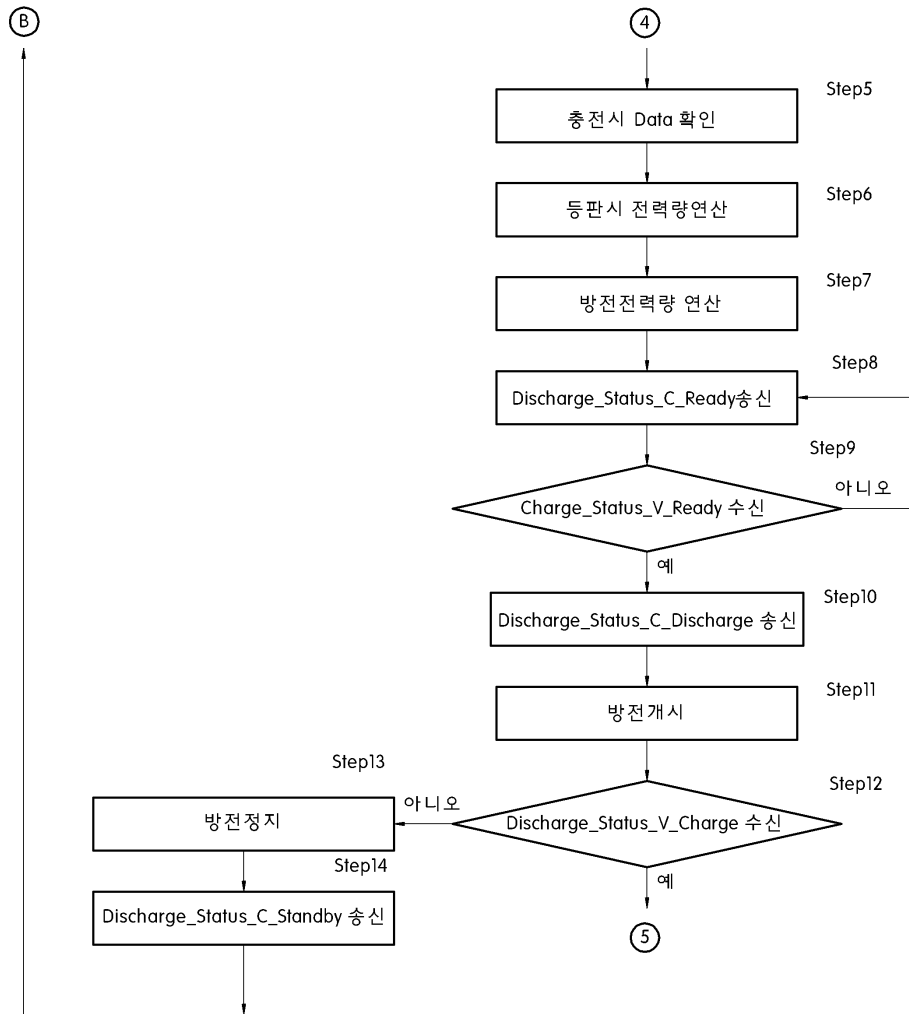 B
4
Step5
충전시 Data 확인
Step6
등판시 전력량연산
Step7
방전전력량 연산
Step8
Discharge_Status_C_Ready송신
Step9
Charge_Status_V_Ready 수신
아니오
예
Step10
Discharge_Status_C_Discharge 송신
Step11
방전개시
Step12
Discharge_Status_V_Charge 수신
아니오
Step13
방전정지
Step14
Discharge_Status_C_Standby 송신
예
5